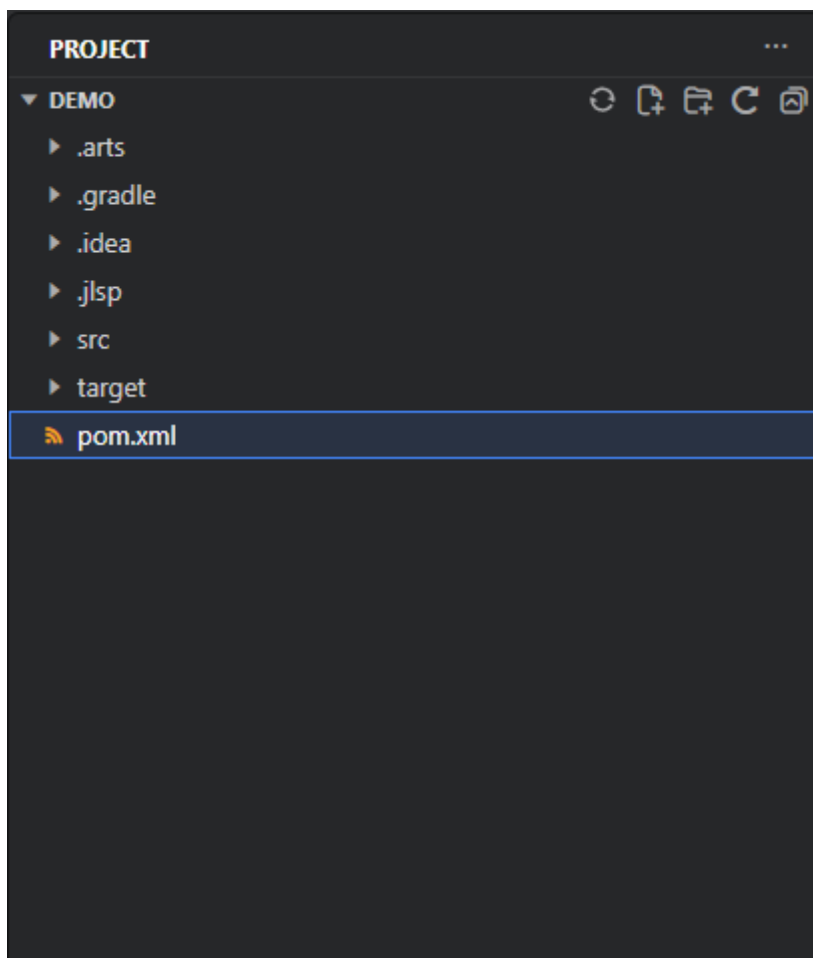 PROJECT
DEMO
.arts
.gradle
.idea
.jlsp
src
target
pom.xml